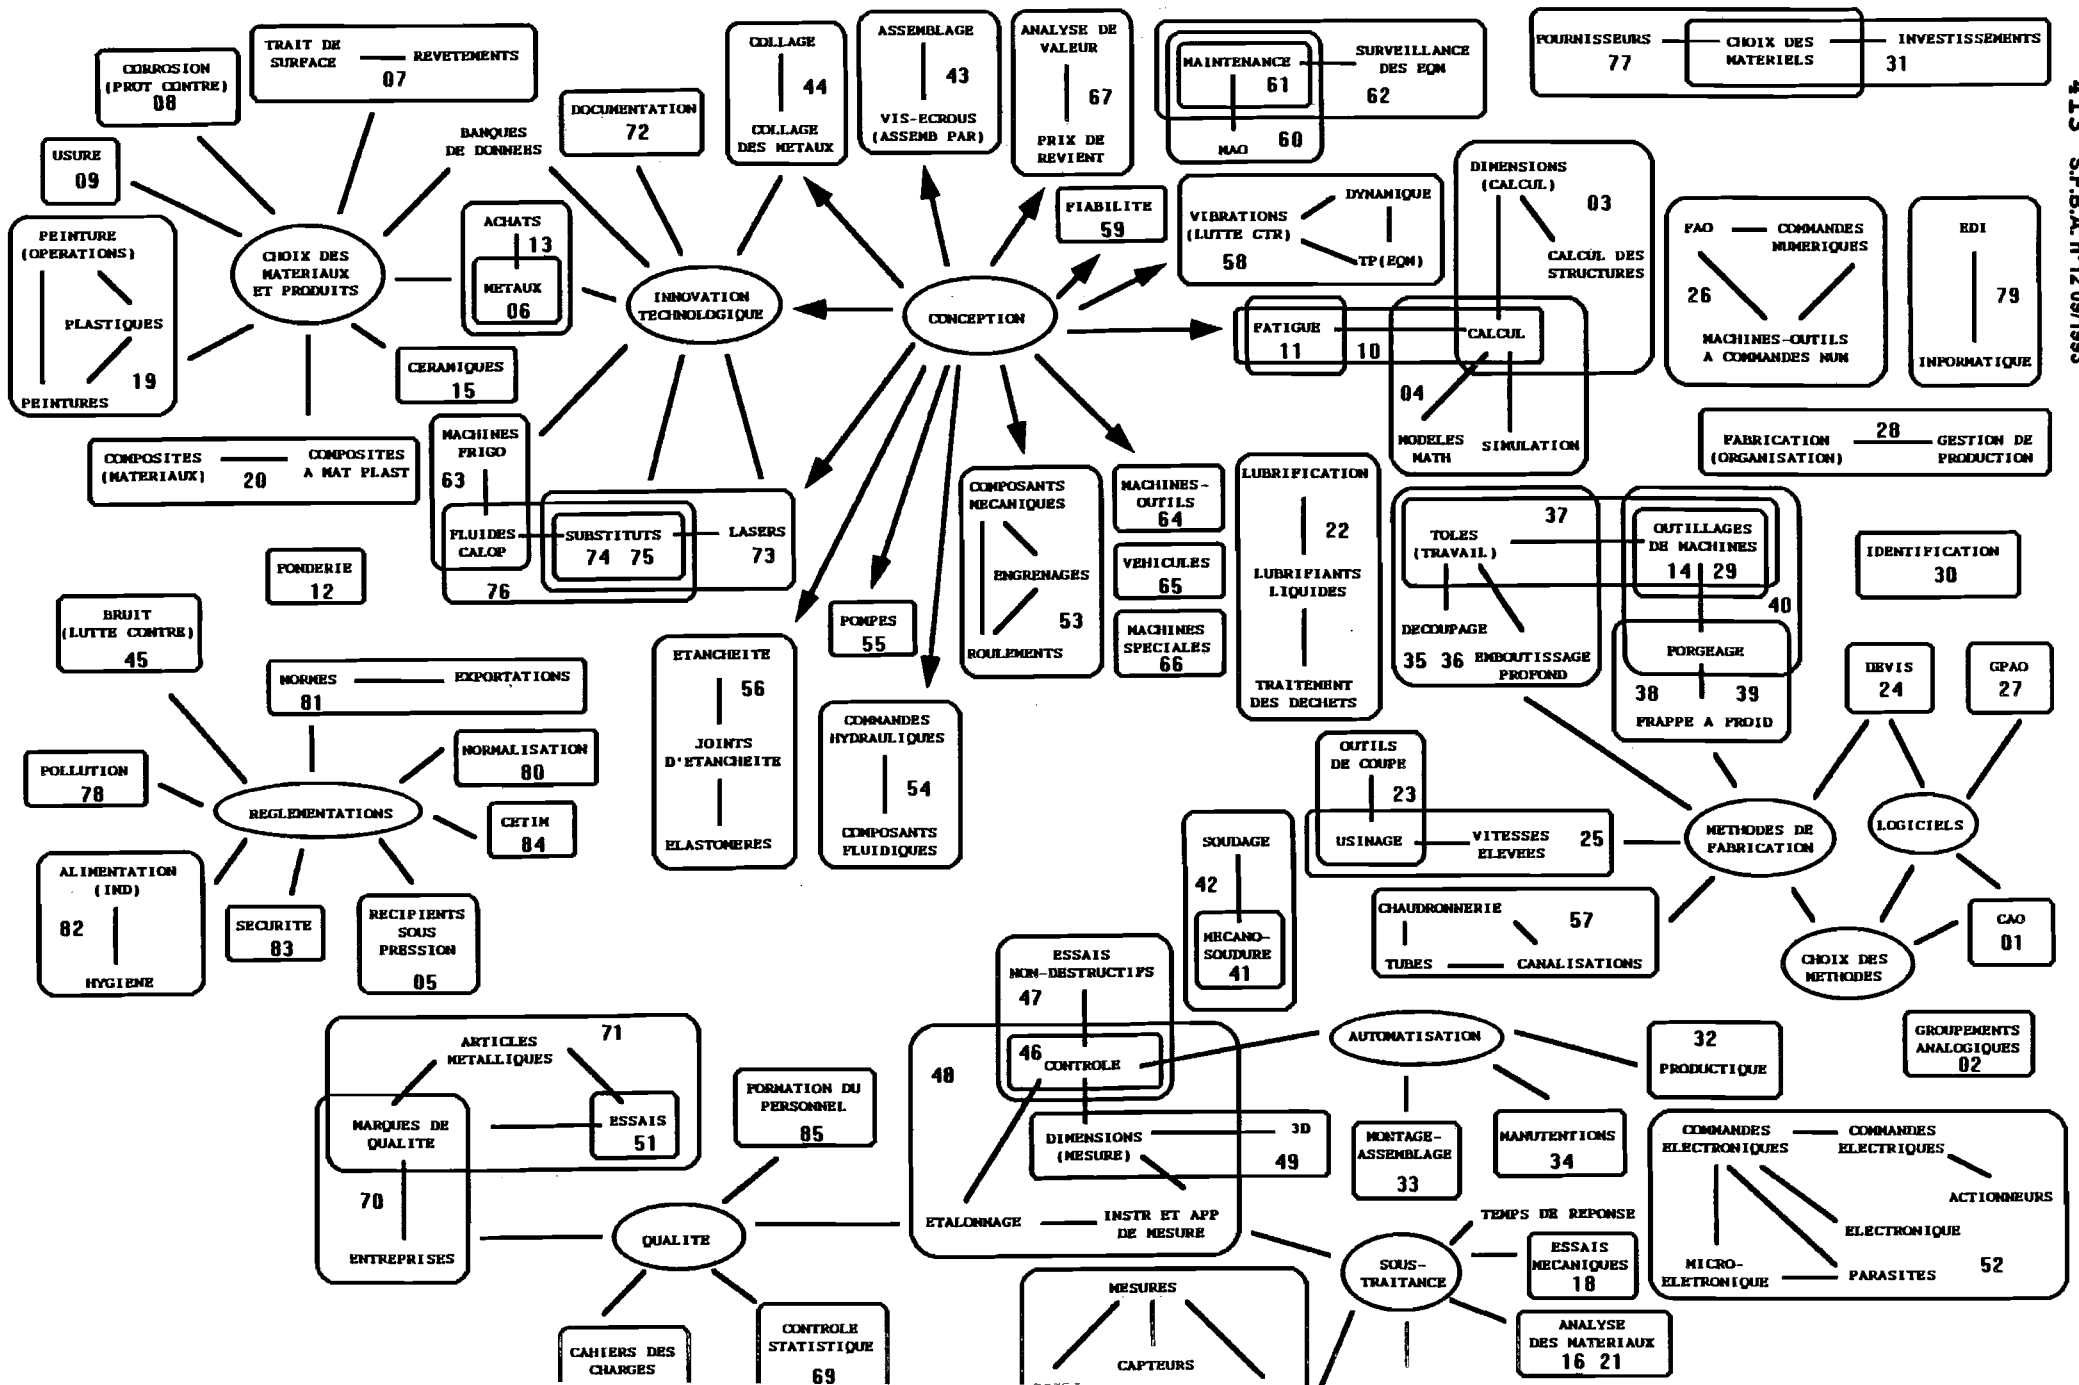 TRAIT DE
SURFACE
REVETEMENTS
07
CORROSION
(PROT CONTRE)
08
USURE
09
BANQUES
DE DONNEES
DOCUMENTATION
72
COLLAGE
44
COLLAGE
DES METAUX
ASSEMBLAGE
43
VIS-ECROUS
(ASSEMB PAR)
ANALYSE DE
VALEUR
67
PRIX DE
REVIENT
MAINTENANCE
61
SURVEILLANCE
DES EQM
62
MAO
60
FOURNISSEURS
77
CHOIX DES
MATERIELS
INVESTISSEMENTS
31
PEINTURE
(OPERATIONS)
PLASTIQUES
19
PEINTURES
CHOIX DES
MATERIAUX
ET PRODUITS
ACHATS
13
METAUX
06
INNOVATION
TECHNOLOGIQUE
CONCEPTION
FIABILITE
59
VIBRATIONS
(LUTTE CTR)
58
DYNAMIQUE
TP(EQM)
DIMENSIONS
(CALCUL)
03
CALCUL DES
STRUCTURES
FAO
COMMANDES
NUMERIQUES
26
MACHINES-OUTILS
A COMMANDES NUM
EDI
79
INFORMATIQUE
FATIGUE
11
10
CALCUL
04
MODELES
MATH
SIMULATION
CERAMIQUES
15
COMPOSITES
(MATERIAUX)
20
COMPOSITES
A MAT PLAST
MACHINES
FRIGO
63
FLUIDES
CALOP
76
SUBSTITUTS
74 75
LASERS
73
FABRICATION
(ORGANISATION)
28
GESTION DE
PRODUCTION
COMPOSANTS
MECANIQUES
ENGRENAGES
53
ROULEMENTS
MACHINES-
OUTILS
64
VEHICULES
65
MACHINES
SPECIALES
66
LUBRIFICATION
22
LUBRIFIANTS
LIQUIDES
TRAITEMENT
DES DECHETS
TOLES
(TRAVAIL)
37
OUTILLAGES
DE MACHINES
14 29
40
DECOUPAGE
35 36
EMBOUTISSAGE
PROFOND
FORGEAGE
38
39
FRAPPE A FROID
IDENTIFICATION
30
FONDERIE
12
BRUIT
(LUTTE CONTRE)
45
NORMES
81
EXPORTATIONS
POMPES
55
ETANCHEITE
56
JOINTS
D'ETANCHEITE
ELASTOMERES
COMMANDES
HYDRAULIQUES
54
COMPOSANTS
FLUIDIQUES
DEVIS
24
GPAO
27
POLLUTION
78
NORMALISATION
80
REGLEMENTATIONS
CETIM
84
OUTILS
DE COUPE
23
USINAGE
VITESSES
ELEVEES
25
METHODES DE
FABRICATION
LOGICIELS
ALIMENTATION
(IND)
82
HYGIENE
SECURITE
83
RECIPIENTS
SOUS
PRESSION
05
SOUDAGE
42
MECANO-
SOUDURE
41
CHAUDRONNERIE
57
TUBES
CANALISATIONS
CHOIX DES
METHODES
CAO
01
ESSAIS
NON-DESTRUCTIFS
47
46
CONTROLE
48
DIMENSIONS
(MESURE)
3D
49
ETALONNAGE
INSTR ET APP
DE MESURE
AUTOMATISATION
32
PRODUCTIQUE
GROUPEMENTS
ANALOGIQUES
02
ARTICLES
METALLIQUES
71
MARQUES DE
QUALITE
ESSAIS
51
70
ENTREPRISES
FORMATION DU
PERSONNEL
85
QUALITE
MONTAGE-
ASSEMBLAGE
33
MANUTENTIONS
34
COMMANDES
ELECTRONIQUES
COMMANDES
ELECTRIQUES
ACTIONNEURS
ELECTRONIQUE
52
MICRO-
ELETRONIQUE
PARASITES
TEMPS DE REPONSE
SOUS-
TRAITANCE
ESSAIS
MECANIQUES
18
ANALYSE
DES MATERIAUX
16 21
MESURES
CAPTEURS
CAHIERS DES
CHARGES
CONTROLE
STATISTIQUE
69